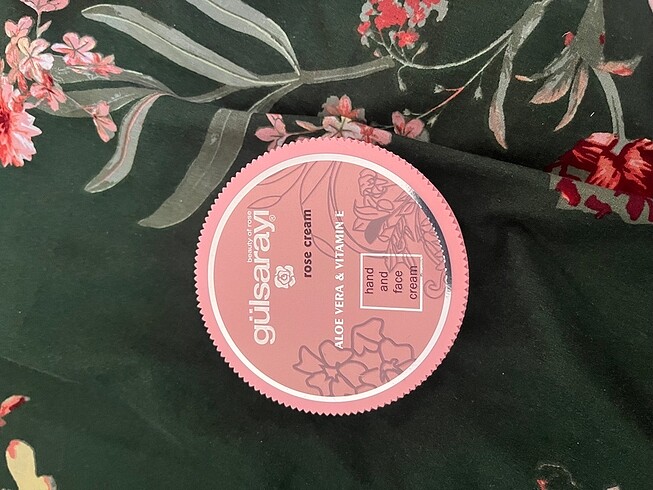 beauty of rose
gülsarayı®
rose cream
ALOE VERA & VITAMIN E
hand
and
face
cream